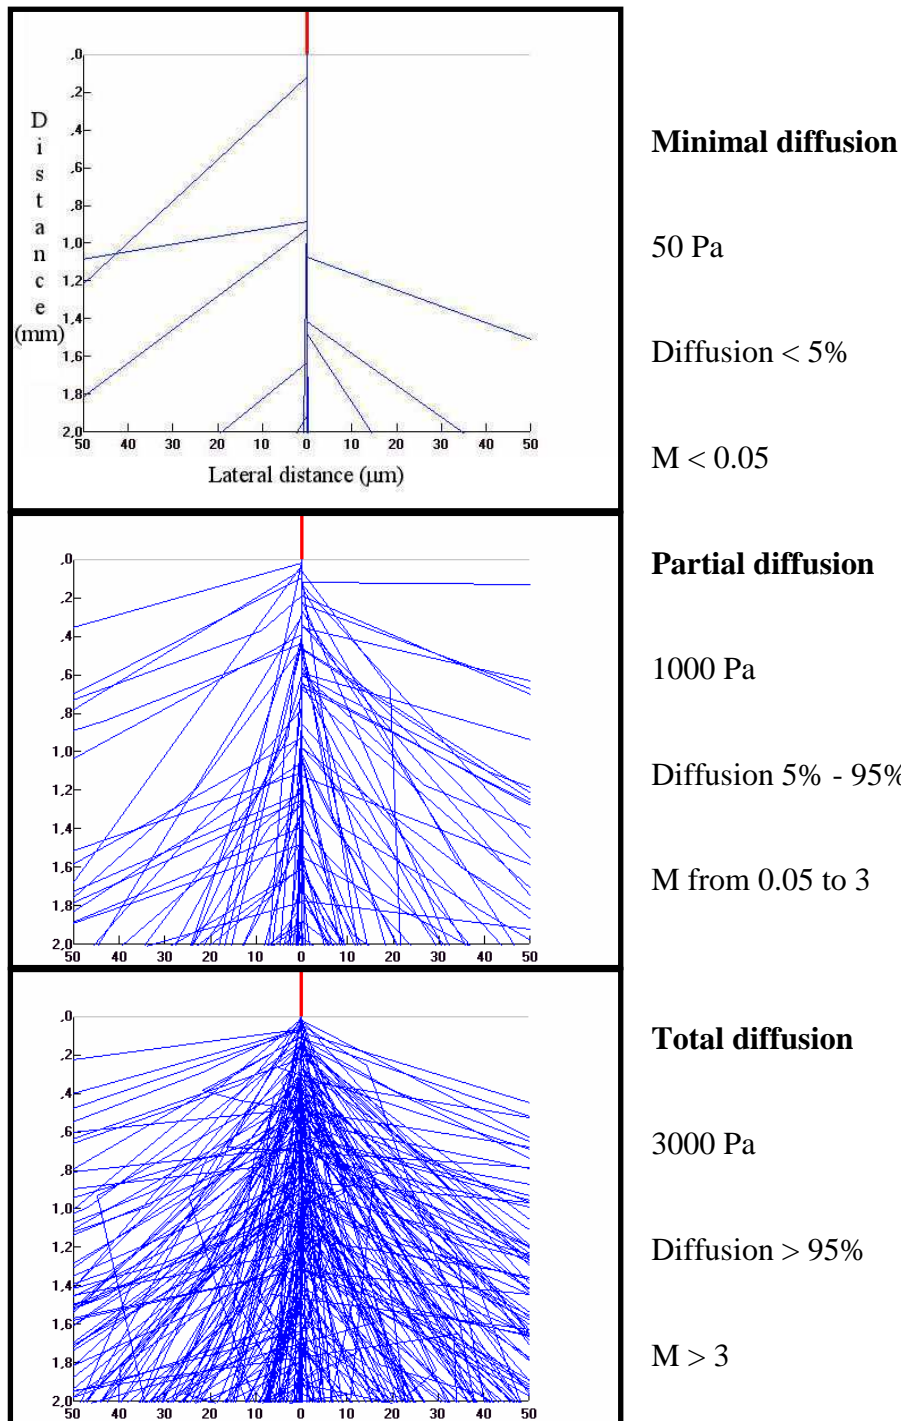 ,0
,2
,4
,6
,8
1,0
1,2
1,4
1,6
1,8
2,0
Distance
(mm)
50 40 30 20 10 0 10 20 30 40 50
Lateral distance (μm)
Minimal diffusion
50 Pa
Diffusion < 5%
M < 0.05
,0
,2
,4
,6
,8
1,0
1,2
1,4
1,6
1,8
2,0
50 40 30 20 10 0 10 20 30 40 50
Partial diffusion
1000 Pa
Diffusion 5% - 95%
M from 0.05 to 3
,0
,2
,4
,6
,8
1,0
1,2
1,4
1,6
1,8
2,0
50 40 30 20 10 0 10 20 30 40 50
Total diffusion
3000 Pa
Diffusion > 95%
M > 3